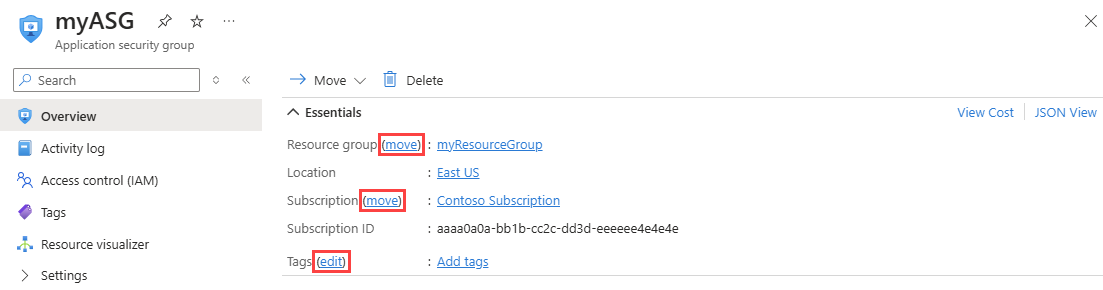 myASG
Application security group
Search
Overview
Activity log
Access control (IAM)
Tags
Resource visualizer
Settings
Move
Delete
Essentials
View Cost
JSON View
Resource group (move) : myResourceGroup
Location : East US
Subscription (move) : Contoso Subscription
Subscription ID : aaaa0a0a-bb1b-cc2c-dd3d-eeeeee4e4e4e
Tags (edit) : Add tags